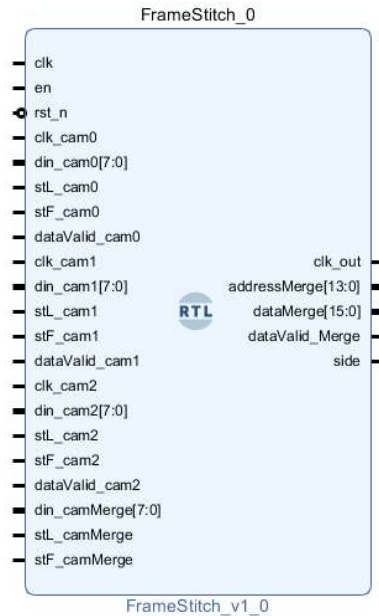 FrameStitch_0
clk
en
rst_n
clk_cam0
din_cam0[7:0]
stL_cam0
stF_cam0
dataValid_cam0
clk_cam1
din_cam1[7:0]
stL_cam1
stF_cam1
dataValid_cam1
clk_cam2
din_cam2[7:0]
stL_cam2
stF_cam2
dataValid_cam2
din_camMerge[7:0]
stL_camMerge
stF_camMerge
RTL
clk_out
addressMerge[13:0]
dataMerge[15:0]
dataValid_Merge
side
FrameStitch_v1_0